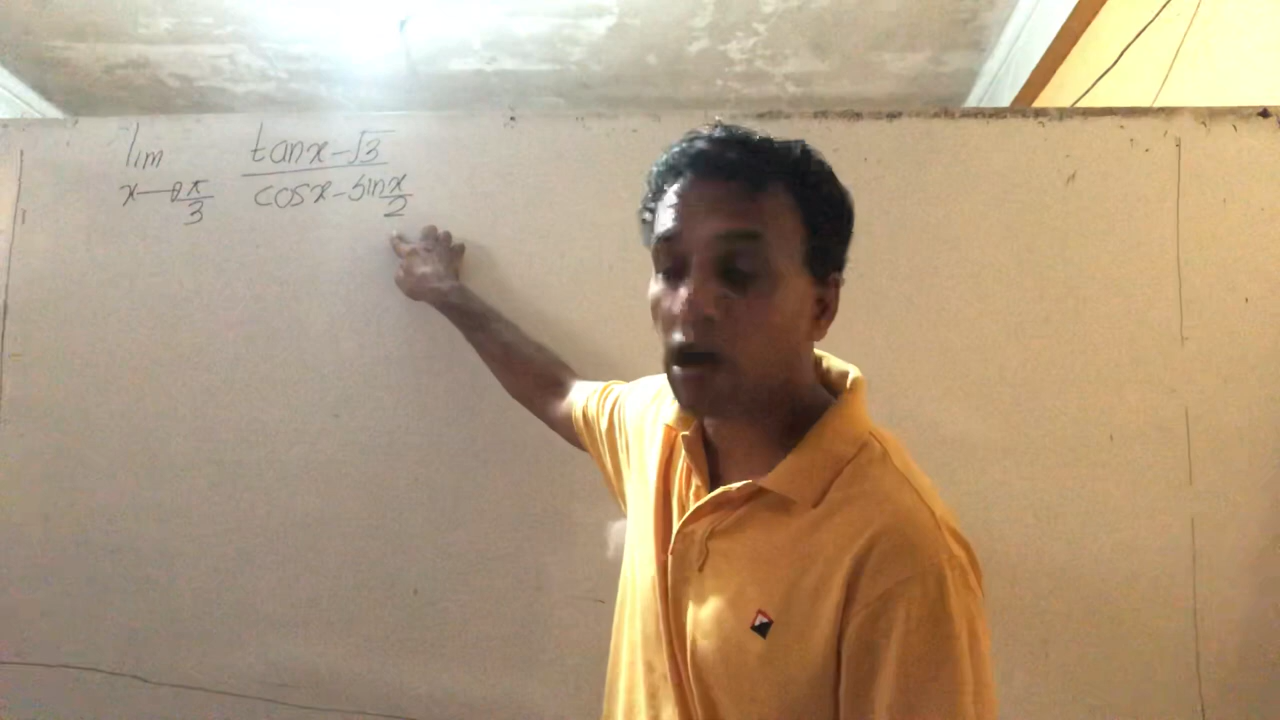 lim tanx-√3
x→π/3 cosx-sinx/2